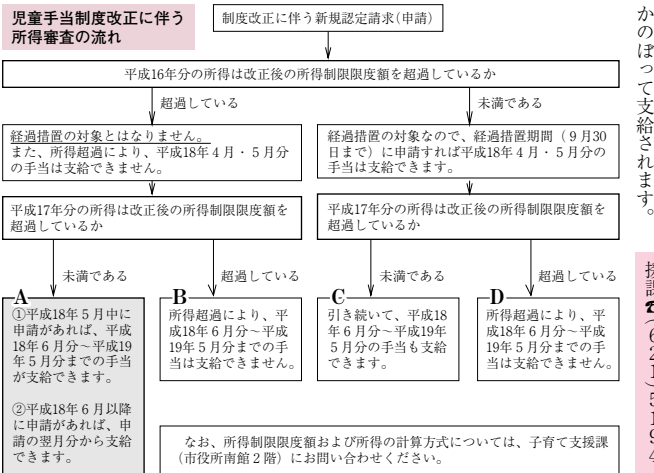 児童手当制度改正に伴う
所得審査の流れ
制度改正に伴う新規認定請求(申請)
平成16年分の所得は改正後の所得制限限度額を超過しているか
超過している
未満である
経過措置の対象とはなりません。
また、所得超過により、平成18年４月・５月分
の手当は支給できません。
経過措置の対象なので、経過措置期間（９月30
日まで）に申請すれば平成18年４月・５月分の
手当は支給できます。
平成17年分の所得は改正後の所得制限限度額を
超過しているか
平成17年分の所得は改正後の所得制限限度額を
超過しているか
未満である
超過している
未満である
超過している
A
①平成18年５月中に
申請があれば、平成
18年６月分～平成19
年５月分までの手当
が支給できます。
②平成18年６月以降
に申請があれば、申
請の翌月分から支給
できます。
B
所得超過により、平
成18年６月分～平成
19年５月分までの手
当は支給できません。
C
引き続いて、平成18
年６月分～平成19年
５月分の手当も支給
できます。
D
所得超過により、平
成18年６月分～平成
19年５月分までの手
当は支給できません。
なお、所得制限限度額および所得の計算方式については、子育て支援課
（市役所南館２階）にお問い合わせください。
かのぼって支給されます。
援課☎(６２１)５１９４